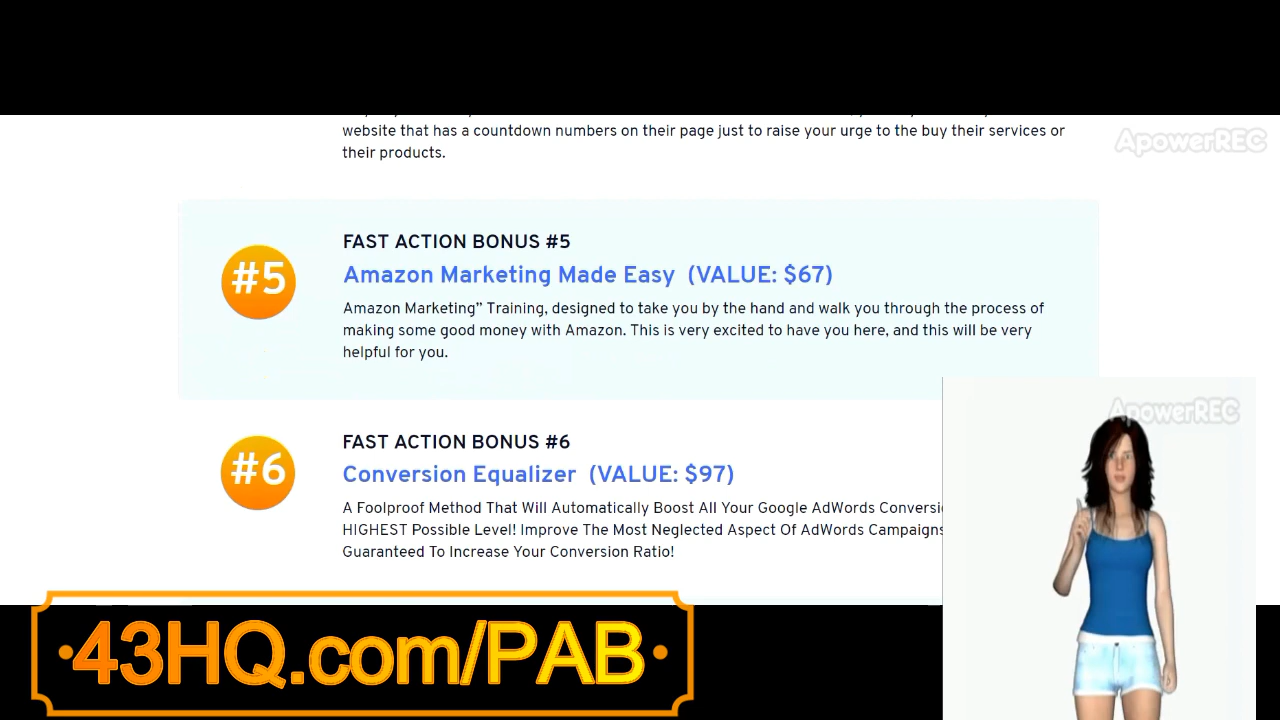 website that has a countdown numbers on their page just to raise your urge to the buy their services or
their products.
ApowerREC
#5
FAST ACTION BONUS #5
Amazon Marketing Made Easy (VALUE: $67)
Amazon Marketing” Training, designed to take you by the hand and walk you through the process of
making some good money with Amazon. This is very excited to have you here, and this will be very
helpful for you.
ApowerREC
#6
FAST ACTION BONUS #6
Conversion Equalizer (VALUE: $97)
A Foolproof Method That Will Automatically Boost All Your Google AdWords
HIGHEST Possible Level! Improve The Most Neglected Aspect Of AdWords Campaigns
Guaranteed To Increase Your Conversion Ratio!
•43HQ.com/PAB•